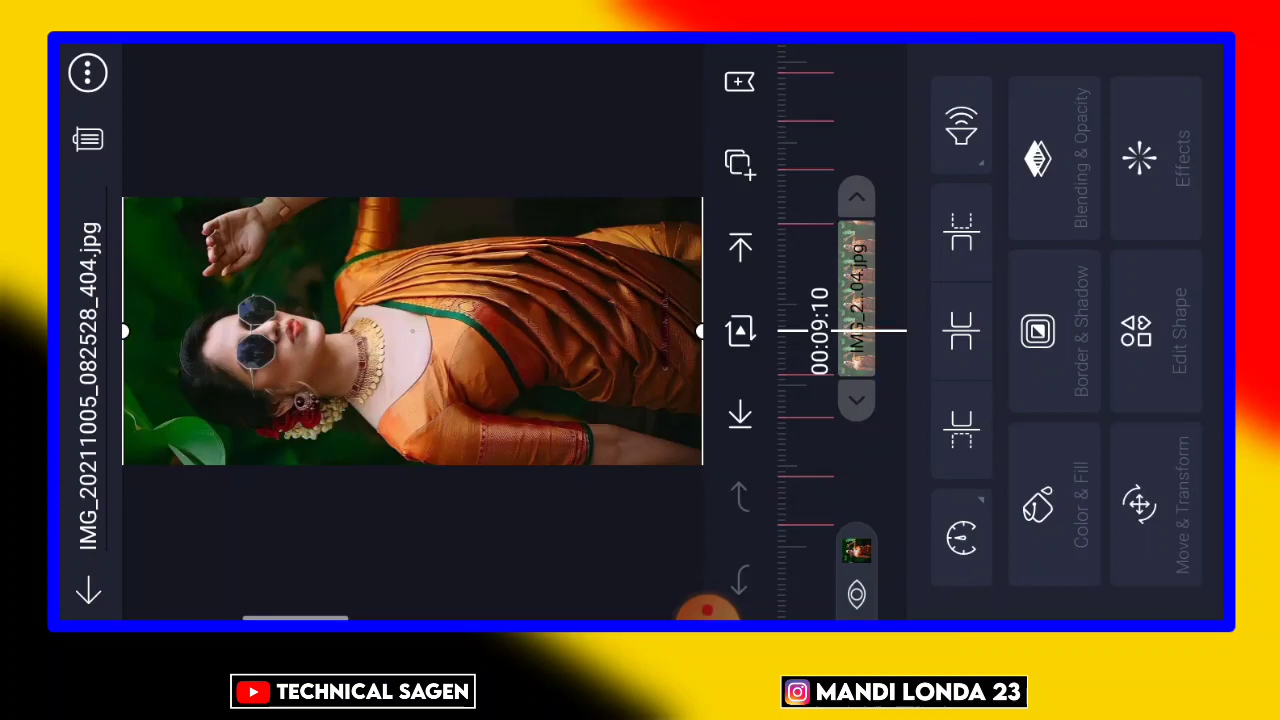 IMG_20211005_082528_404.jpg
00:09:10
IMG_2...04.jpg
Blending & Opacity
Effects
Border & Shadow
Edit Shape
Color & Fill
Move & Transform
TECHNICAL SAGEN
MANDI LONDA 23